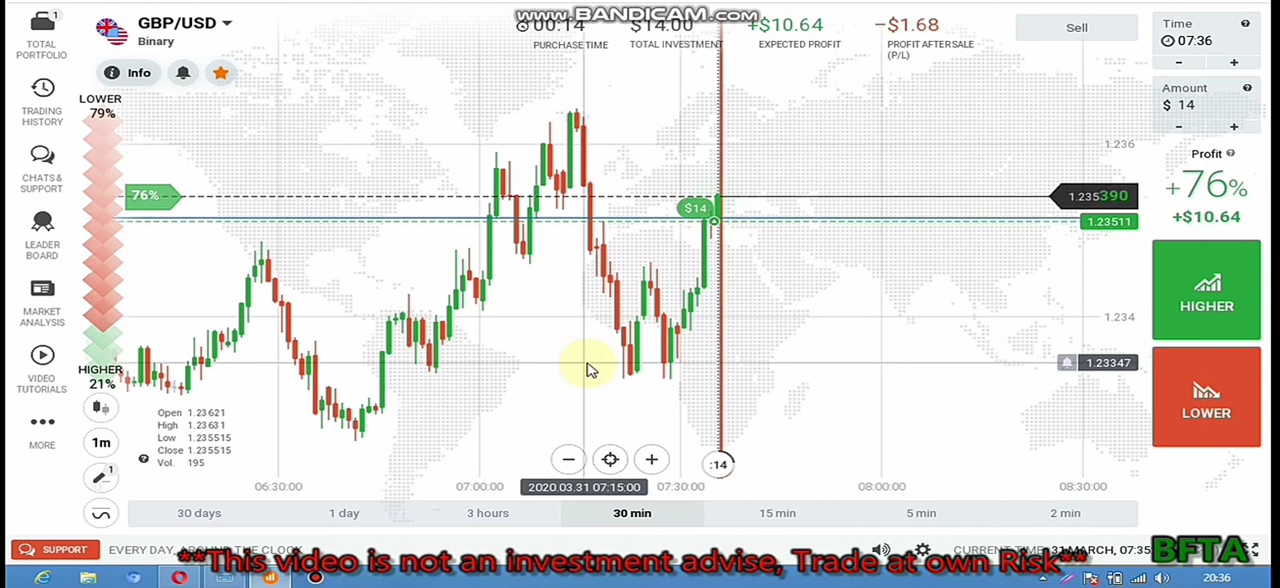 www.BANDICAM.com
TOTAL
PORTFOLIO
1
TRADING
HISTORY
CHATS &
SUPPORT
LEADER
BOARD
MARKET
ANALYSIS
VIDEO
TUTORIALS
MORE
GBP/USD
Binary
Info
00:14
PURCHASE TIME
$14.00
TOTAL INVESTMENT
+$10.64
EXPECTED PROFIT
−$1.68
PROFIT AFTER SALE
(P/L)
Sell
Time
07:36
- +
Amount
$ 14
- +
Profit
+76%
+$10.64
HIGHER
LOWER
LOWER
79%
76%
HIGHER
21%
$14
1.236
1.235390
1.23511
1.234
1.23347
1m
1
Open 1.23621
High 1.23631
Low 1.235515
Close 1.235515
Vol. 195
:14
06:30:00 07:00:00 2020.03.31 07:15:00 07:30:00 08:00:00 08:30:00
30 days 1 day 3 hours 30 min 15 min 5 min 2 min
SUPPORT EVERY DAY, AROUND THE CLOCK CURRENT TIME: 31 MARCH, 07:35
BFTA
**This video is not an investment advise, Trade at own Risk**
20:36